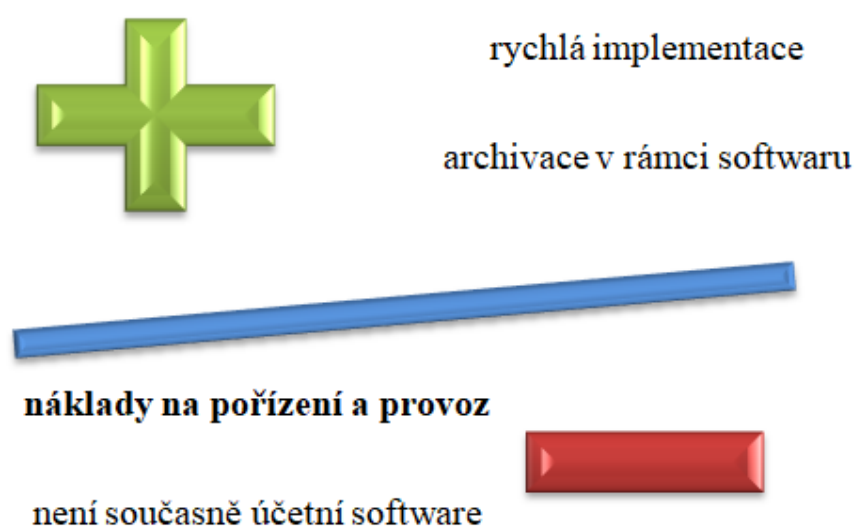 rychlá implementace
archivace v rámci softwaru
náklady na pořízení a provoz
není současně účetní software